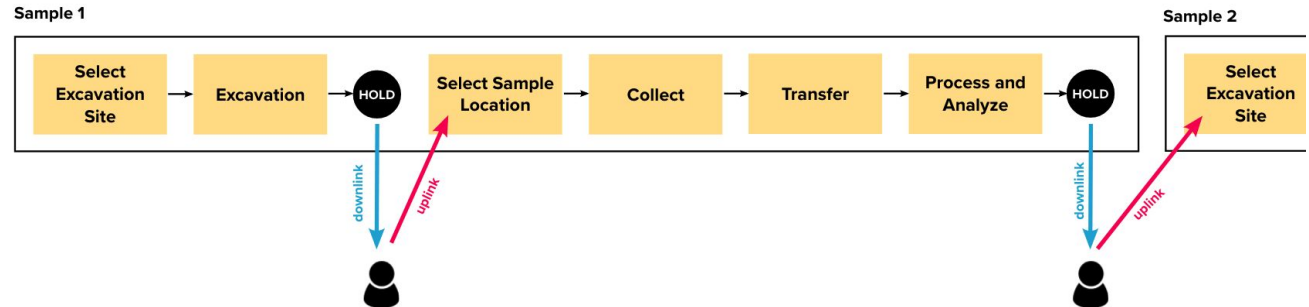 Sample 1
Sample 2
Select
Excavation
Site
Excavation
HOLD
Select Sample
Location
Collect
Transfer
Process and
Analyze
HOLD
Select
Excavation
Site
downlink
uplink
downlink
uplink